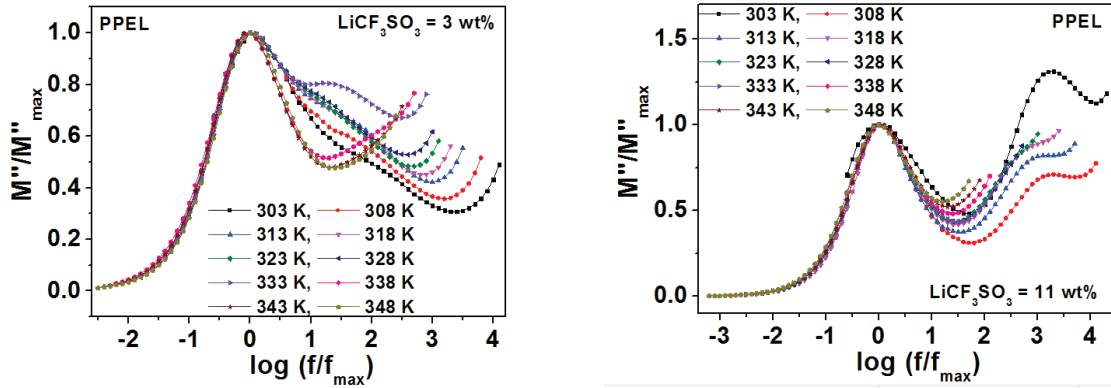 PPEL
LiCF₃SO₃ = 3 wt%
M''/M''max
1.0
0.8
0.6
0.4
0.2
0.0
303 K, 308 K
313 K, 318 K
323 K, 328 K
333 K, 338 K
343 K, 348 K
-2 -1 0 1 2 3 4
log (f/fmax)
303 K, 308 K
313 K, 318 K
323 K, 328 K
333 K, 338 K
343 K, 348 K
PPEL
M''/M''max
1.5
1.0
0.5
0.0
LiCF₃SO₃ = 11 wt%
-3 -2 -1 0 1 2 3 4
log (f/fmax)